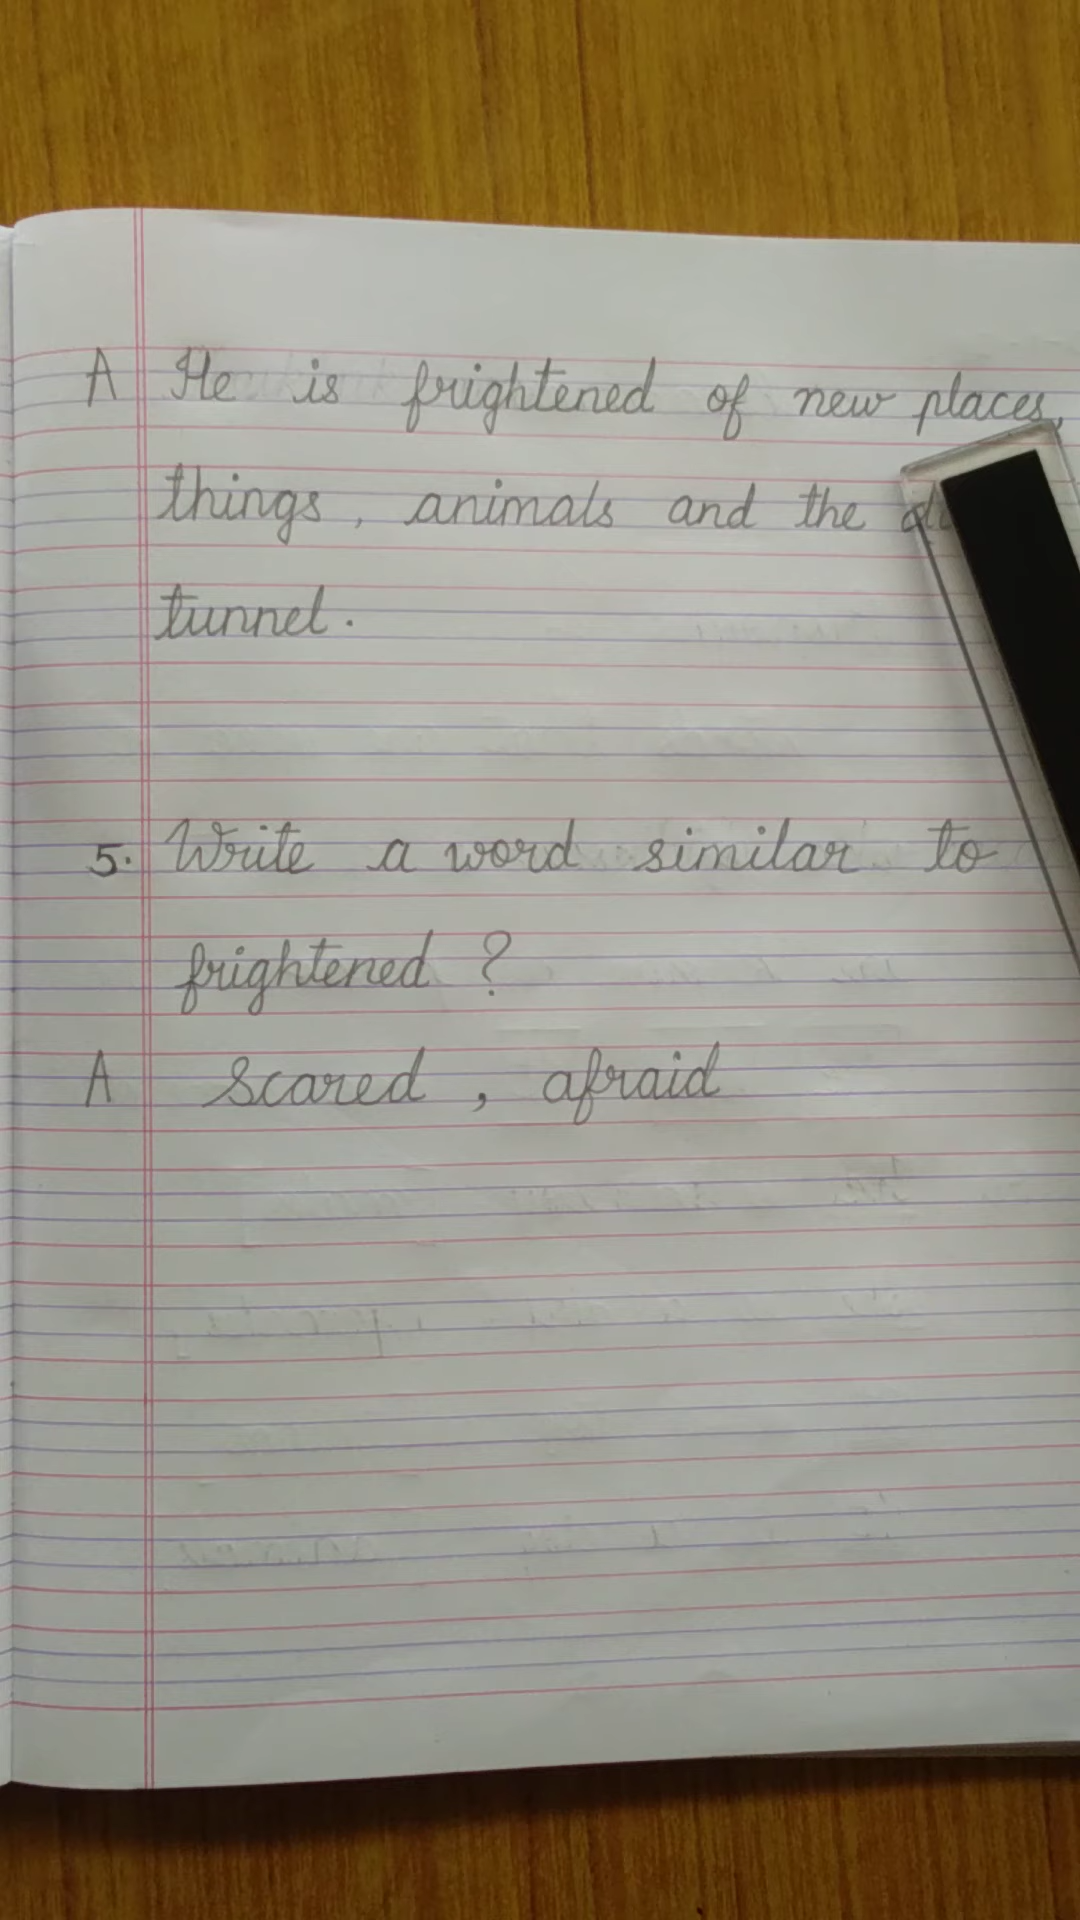 A He is frightened of new places,
things, animals and the
tunnel.
5. Write a word similar to
frightened ?
A Scared , afraid